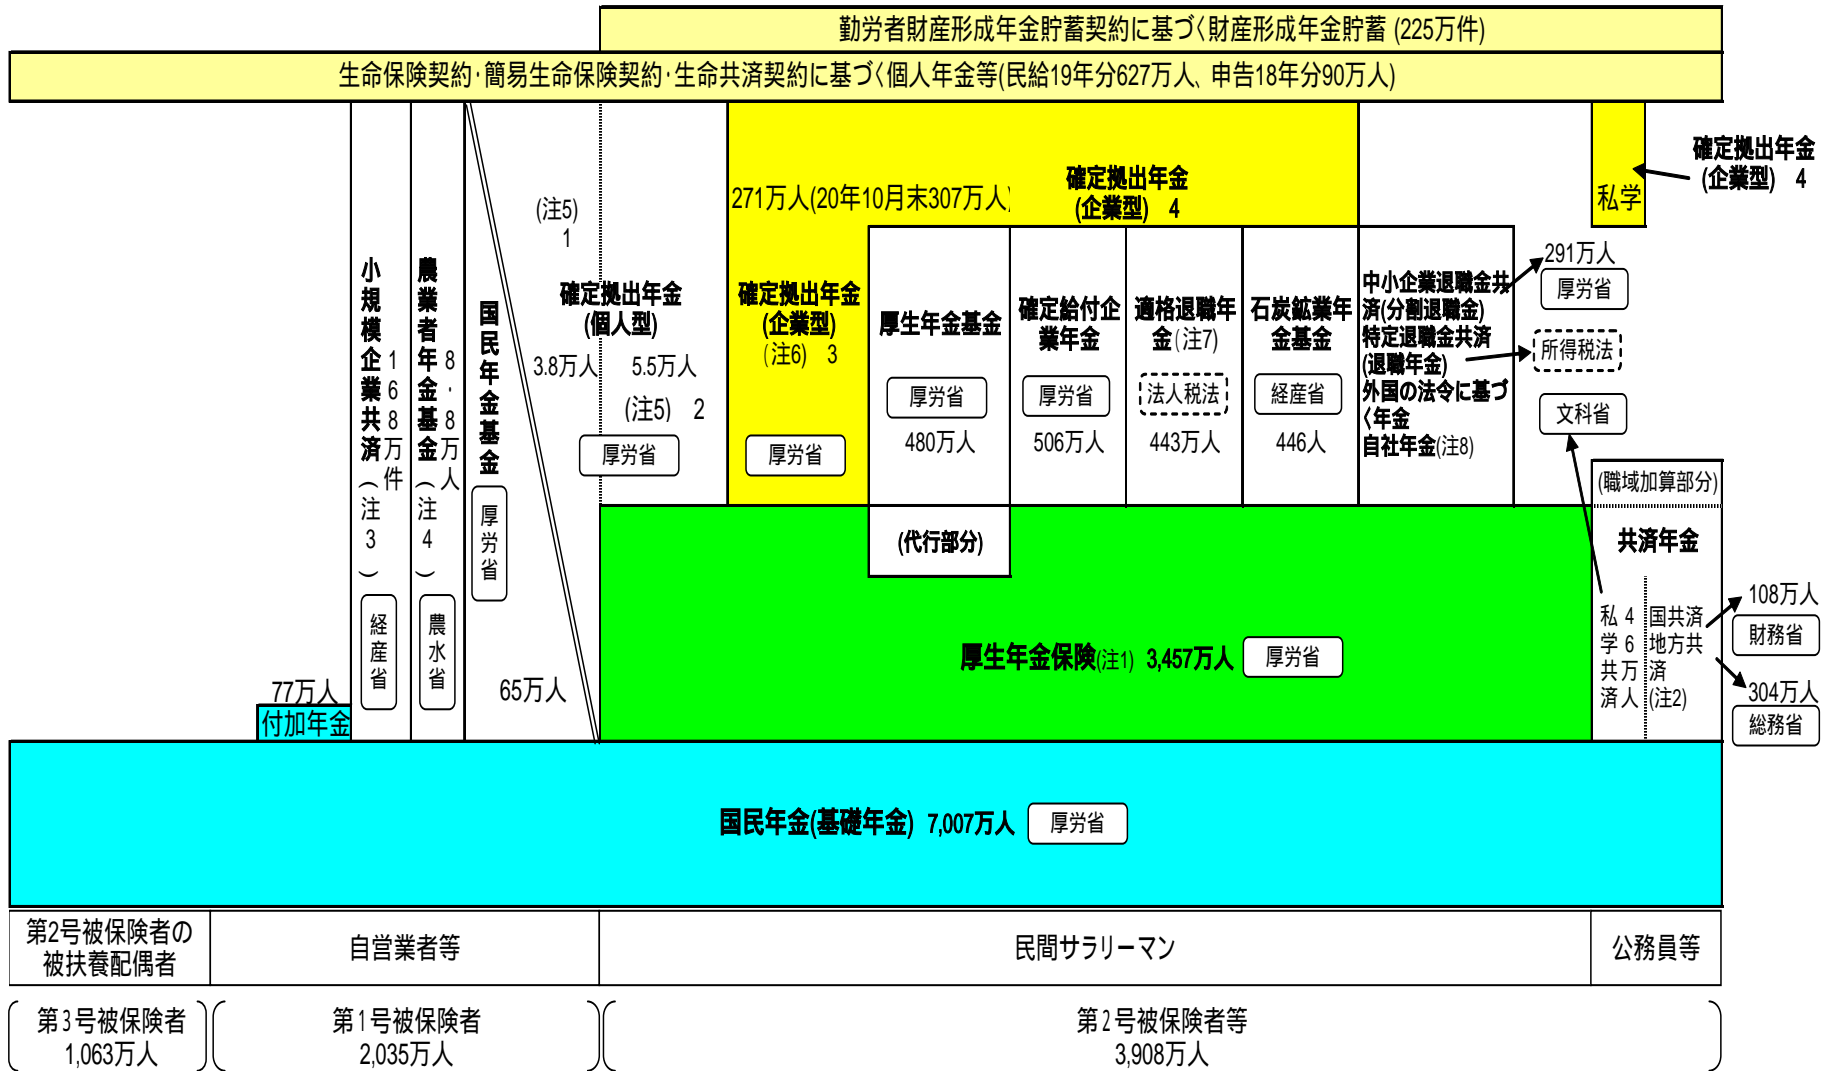 勤労者財産形成年金貯蓄契約に基づく財産形成年金貯蓄 (225万件)
生命保険契約･簡易生命保険契約･生命共済契約に基づく個人年金等(民給19年分627万人、申告18年分90万人)
小規模企業共済(注3)
168万件
経産省
農業者年金基金(注4)
8.8万人
農水省
国民年金基金
厚労省
65万人
77万人
付加年金
(注5)
1
確定拠出年金
(個人型)
3.8万人
5.5万人
(注5) 2
厚労省
271万人(20年10月末307万人)
確定拠出年金
(企業型) 4
確定拠出年金
(企業型)
(注6) 3
厚労省
厚生年金基金
厚労省
480万人
(代行部分)
確定給付企
業年金
厚労省
506万人
適格退職年
金(注7)
法人税法
443万人
石炭鉱業年
金基金
経産省
446人
中小企業退職金共
済(分割退職金)
特定退職金共済
(退職年金)
外国の法令に基づ
く年金
自社年金(注8)
291万人
厚労省
所得税法
文科省
私学
確定拠出年金
(企業型) 4
(職域加算部分)
共済年金
私学共済
46万人
国共済
地方共
済
(注2)
108万人
財務省
304万人
総務省
厚生年金保険(注1) 3,457万人
厚労省
国民年金(基礎年金) 7,007万人
厚労省
第2号被保険者の
被扶養配偶者
自営業者等
民間サラリーマン
公務員等
第3号被保険者
1,063万人
第1号被保険者
2,035万人
第2号被保険者等
3,908万人